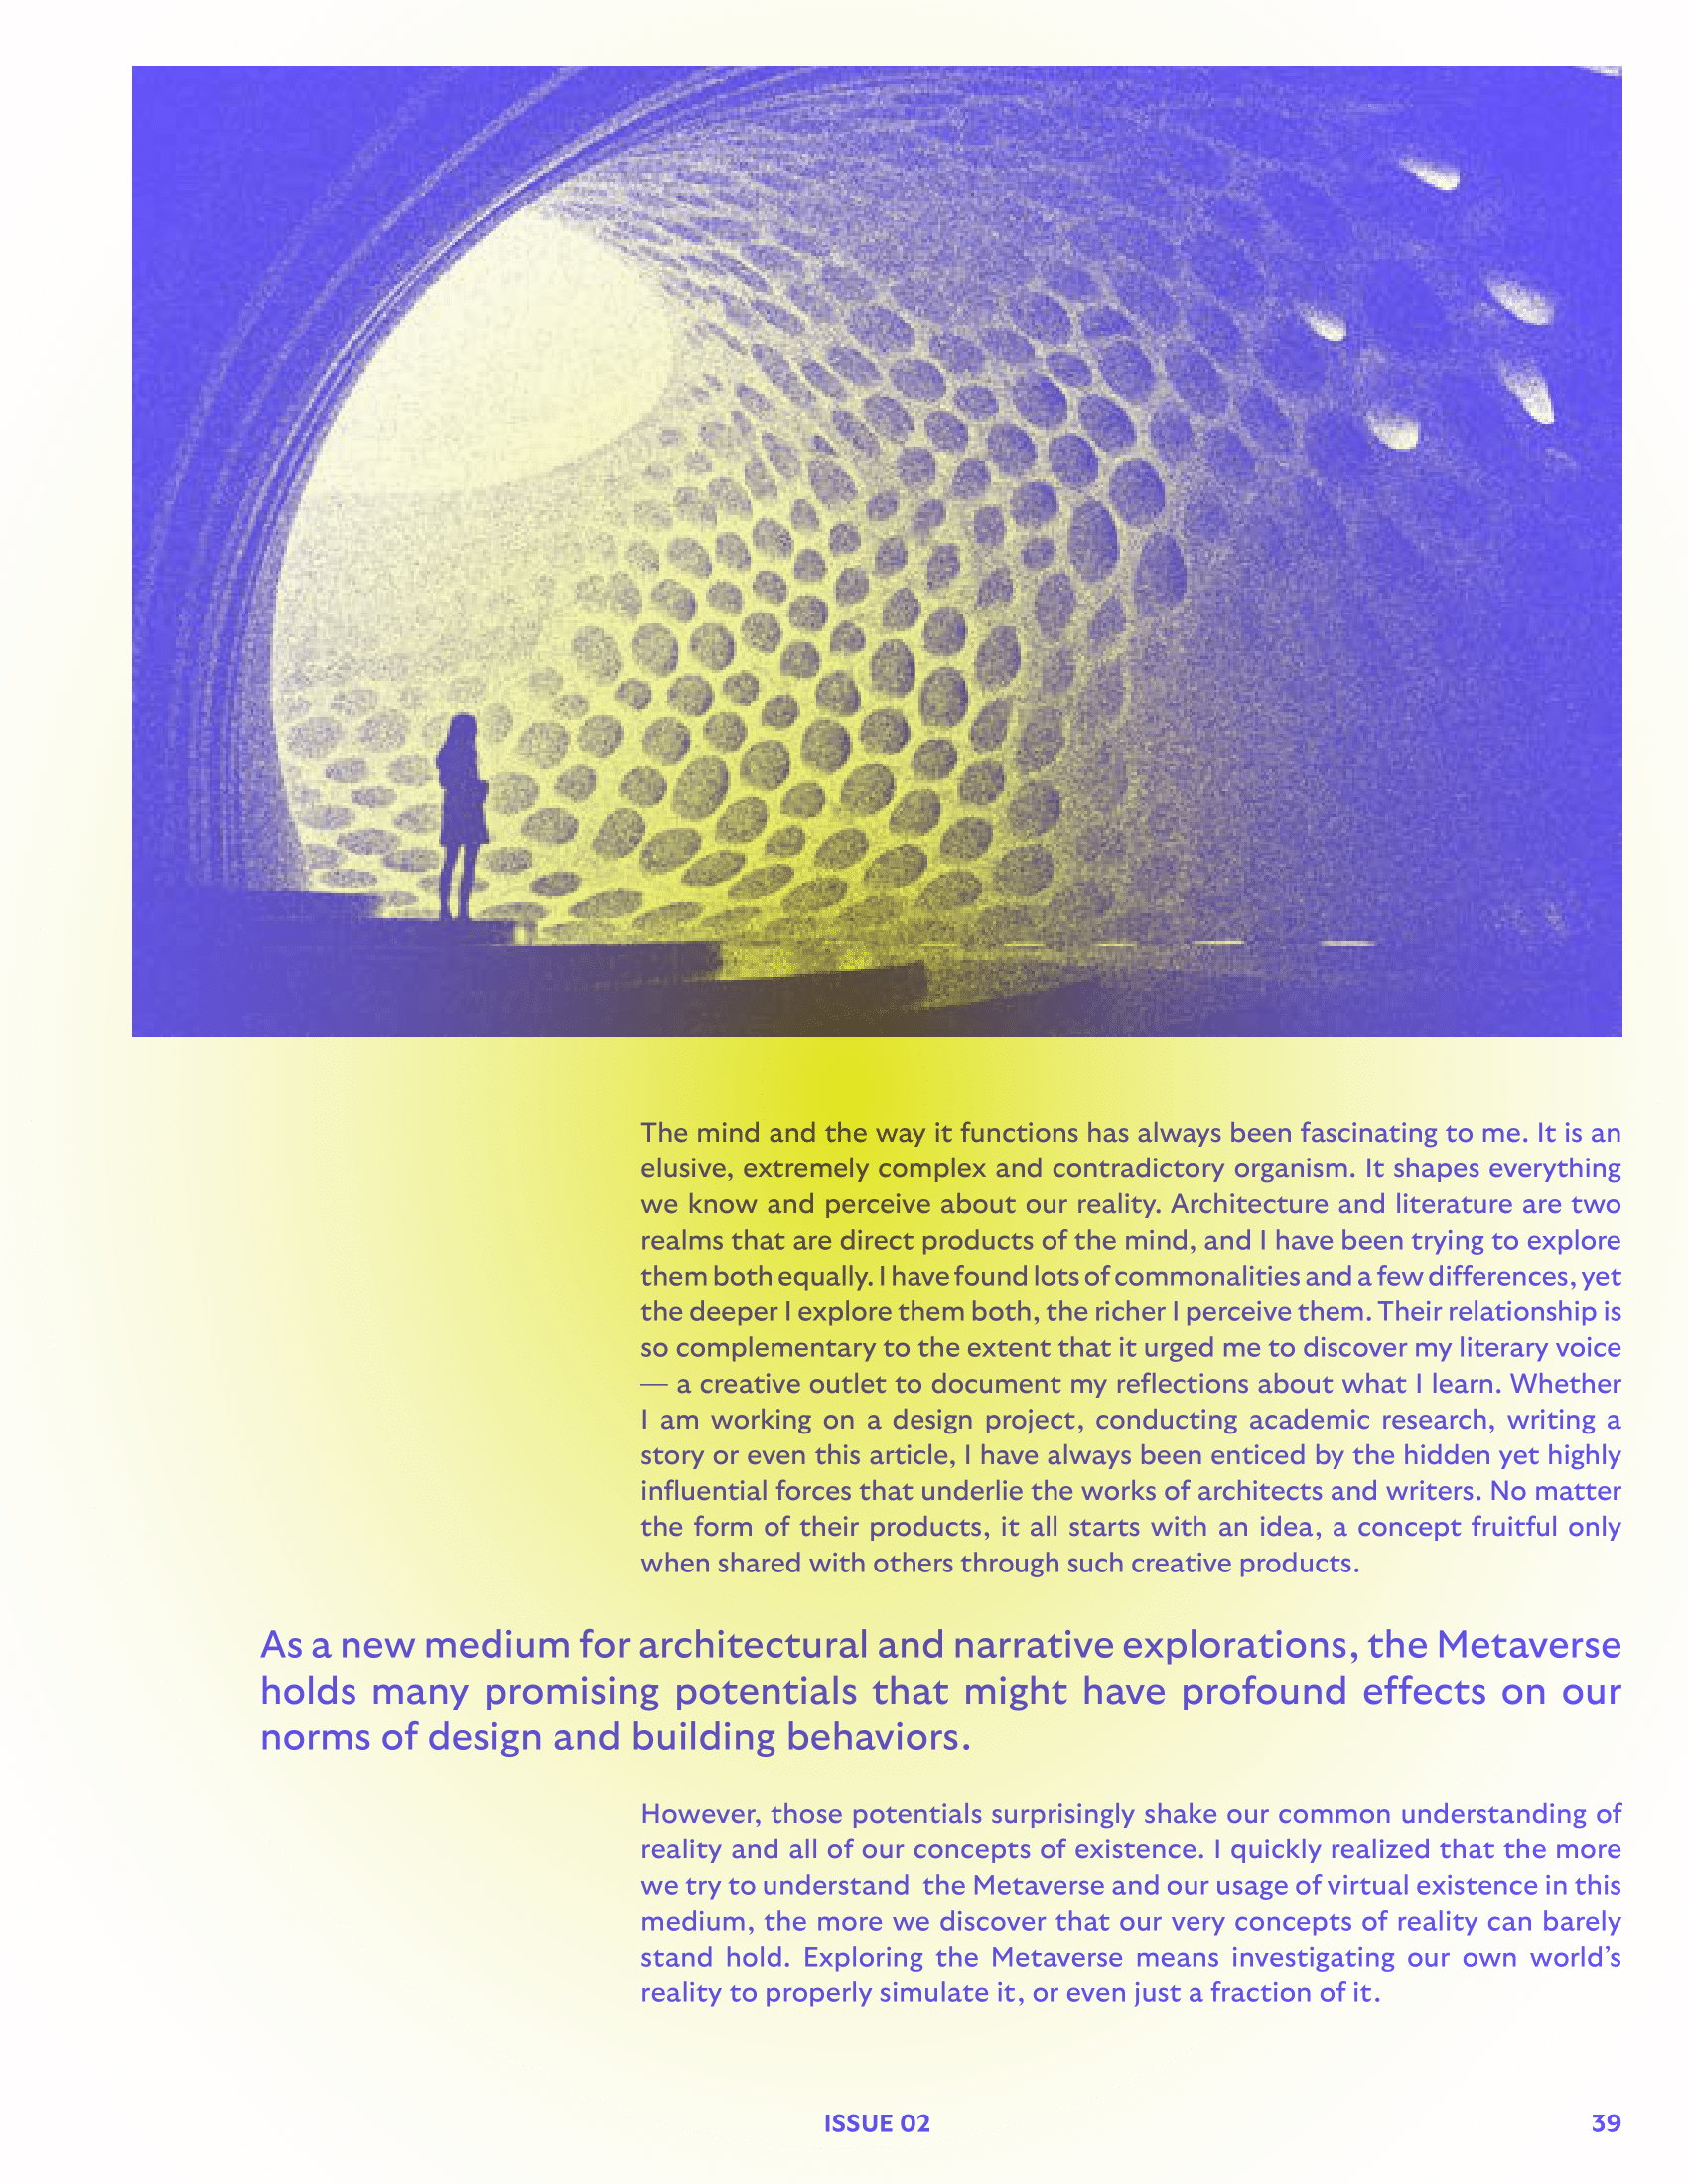 The mind and the way it functions has always been fascinating to me. It is an
elusive, extremely complex and contradictory organism. It shapes everything
we know and perceive about our reality. Architecture and literature are two
realms that are direct products of the mind, and I have been trying to explore
them both equally. I have found lots of commonalities and a few differences, yet
the deeper I explore them both, the richer I perceive them. Their relationship is
so complementary to the extent that it urged me to discover my literary voice
— a creative outlet to document my reflections about what I learn. Whether
I am working on a design project, conducting academic research, writing a
story or even this article, I have always been enticed by the hidden yet highly
influential forces that underlie the works of architects and writers. No matter
the form of their products, it all starts with an idea, a concept fruitful only
when shared with others through such creative products.
As a new medium for architectural and narrative explorations, the Metaverse
holds many promising potentials that might have profound effects on our
norms of design and building behaviors.
However, those potentials surprisingly shake our common understanding of
reality and all of our concepts of existence. I quickly realized that the more
we try to understand  the Metaverse and our usage of virtual existence in this
medium, the more we discover that our very concepts of reality can barely
stand hold. Exploring the Metaverse means investigating our own world’s
reality to properly simulate it, or even just a fraction of it.
ISSUE 02
39